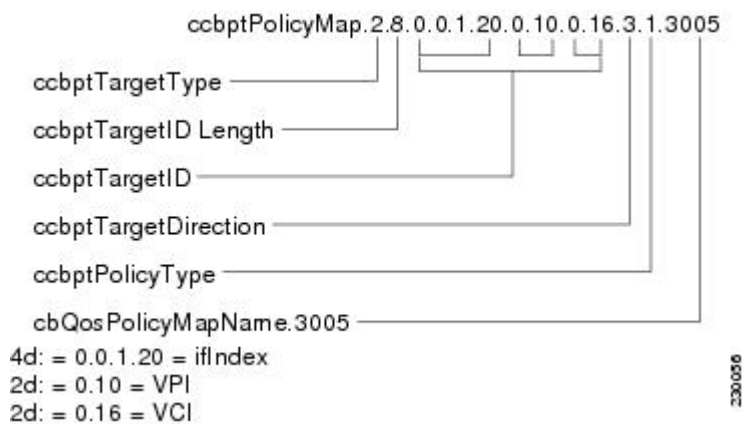 ccbptPolicyMap.2.8.0.0.1.20.0.10.0.16.3.1.3005
ccbptTargetType
ccbptTargetID Length
ccbptTargetID
ccbptTargetDirection
ccbptPolicyType
cbQosPolicyMapName.3005
4d: = 0.0.1.20 = ifIndex
2d: = 0.10 = VPI
2d: = 0.16 = VCI
230056